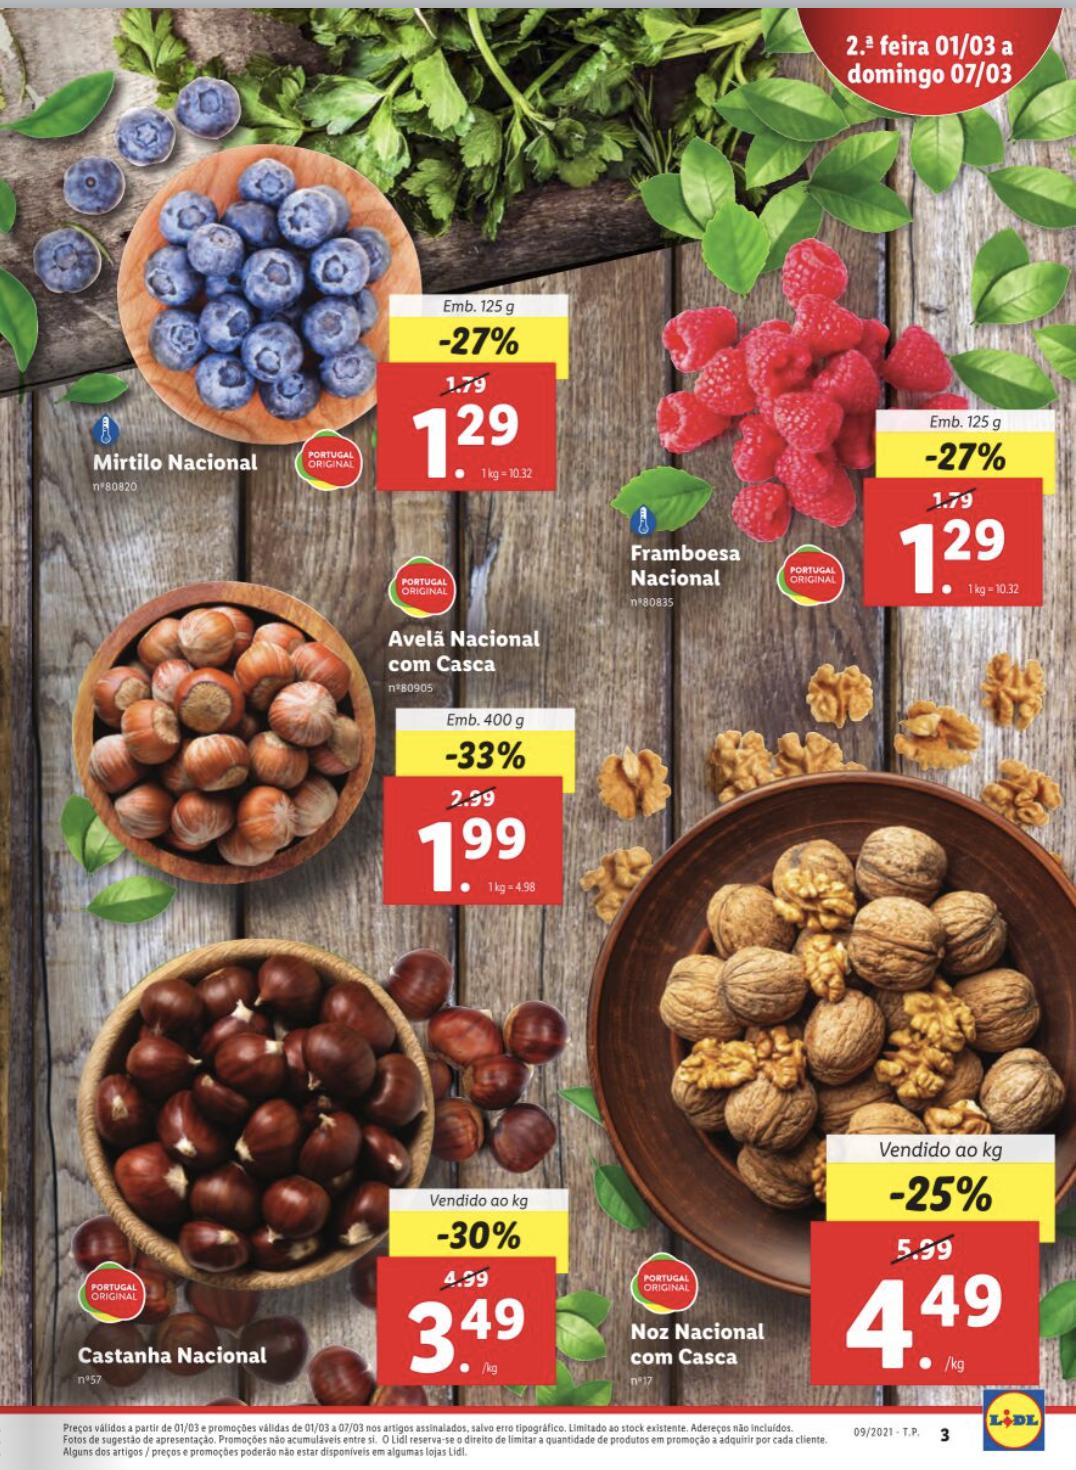 2.ª feira 01/03 a
domingo 07/03
Emb. 125 g
-27%
1.79
1.29
1 kg = 10.32
Mirtilo Nacional
nº80820
PORTUGAL
ORIGINAL
Emb. 125 g
-27%
1.79
1.29
1 kg = 10.32
Framboesa
Nacional
nº80835
PORTUGAL
ORIGINAL
PORTUGAL
ORIGINAL
Avelã Nacional
com Casca
nº80905
Emb. 400 g
-33%
2.99
1.99
1 kg = 4.98
Vendido ao kg
-30%
4.99
3.49
/kg
PORTUGAL
ORIGINAL
Castanha Nacional
nº57
Vendido ao kg
-25%
5.99
4.49
/kg
PORTUGAL
ORIGINAL
Noz Nacional
com Casca
nº17
Preços válidos a partir de 01/03 e promoções válidas de 01/03 a 07/03 nos artigos assinalados, salvo erro tipográfico. Limitado ao stock existente. Adereços não incluídos.
Fotos de sugestão de apresentação. Promoções não acumuláveis entre si. O Lidl reserva-se o direito de limitar a quantidade de produtos em promoção a adquirir por cada cliente.
Alguns dos artigos / preços e promoções poderão não estar disponíveis em algumas lojas Lidl.
09/2021 - T.P.
3
LIDL